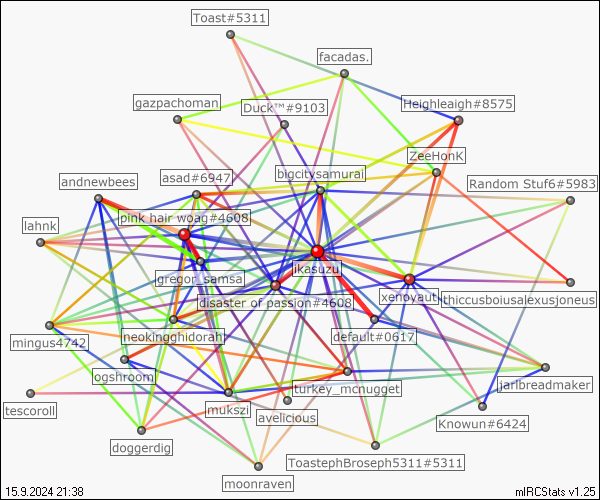 Toast#5311
facadas.
gazpachoman
Duck™#9103
Heighleaigh#8575
ZeeHonK
asad#6947
bigcitysamurai
andnewbees
Random Stuf6#5983
lahnk
pink hair woag#4608
jikasuzu
gregor_samsa
xenoyaut
disaster of passion#4608
thiccusboiusalexusjoneus
mingus4742
neokingghidorah
default#0617
ogshroom
turkey_mcnugget
jarlbreadmaker
tescoroll
mukszi
avelicious
Knowun#6424
doggerdig
ToastephBroseph5311#5311
moonraven
15.9.2024 21:38
mIRCStats v1.25